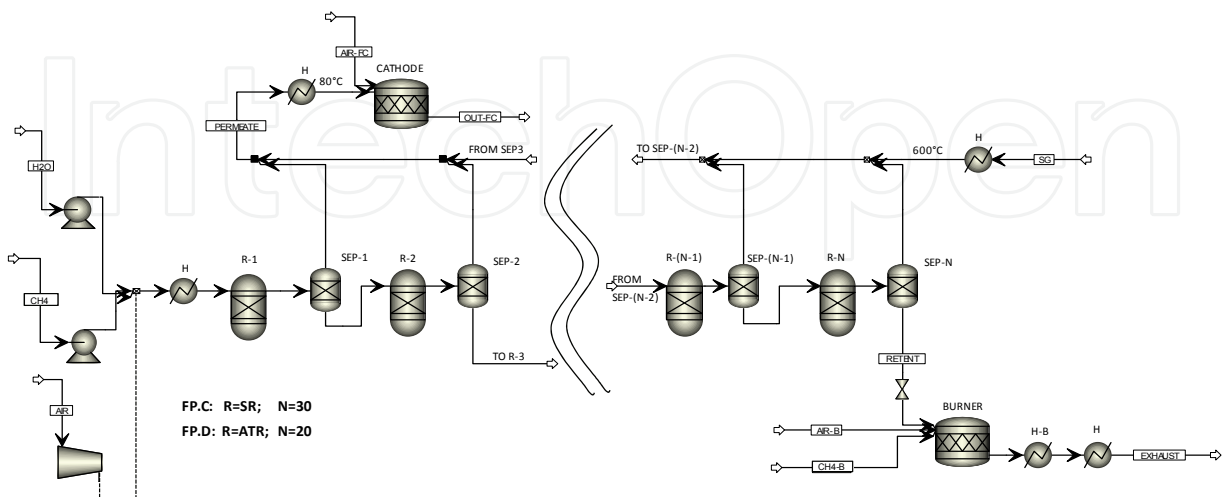 IntechOpen
AIR-FC
CATHODE
H
80°C
PERMEATE
OUT-FC
FROM SEP3
TO SEP-(N-2)
600°C
H
SG
H2O
H
R-1
SEP-1
R-2
SEP-2
FROM
SEP-(N-2)
R-(N-1)
SEP-(N-1)
R-N
SEP-N
CH4
TO R-3
RETENT
AIR
FP.C: R=SR; N=30
FP.D: R=ATR; N=20
BURNER
AIR-B
H-B
H
CH4-B
EXHAUST